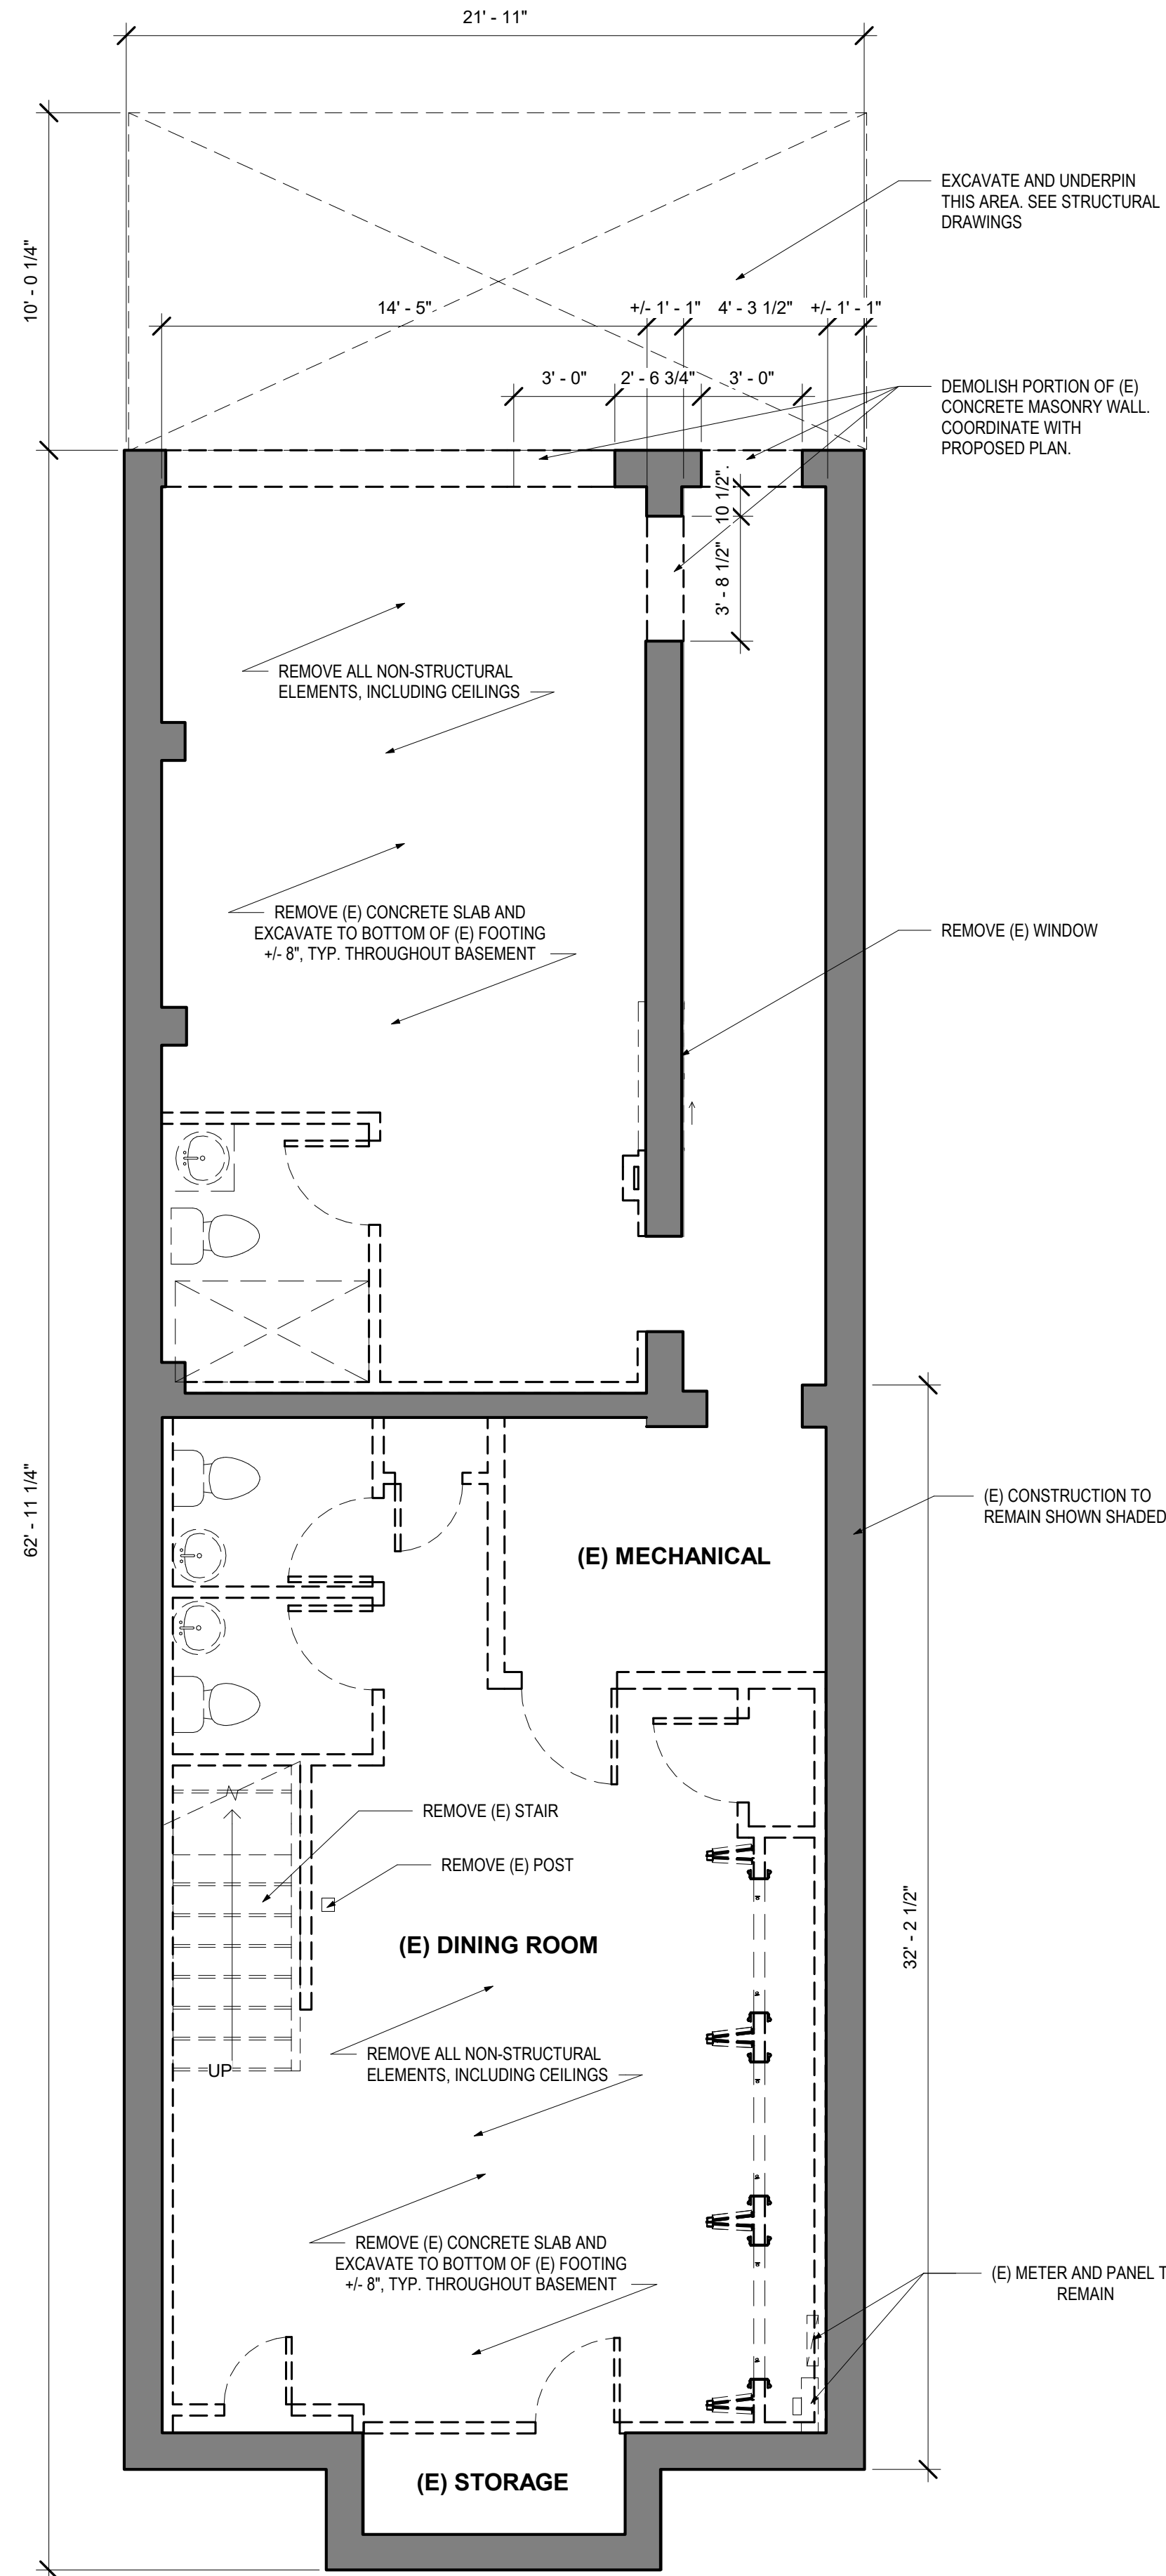 21' - 11"
EXCAVATE AND UNDERPIN
THIS AREA. SEE STRUCTURAL
DRAWINGS
10' - 0 1/4"
14' - 5"
+/- 1' - 1"
4' - 3 1/2"
+/- 1' - 1"
3' - 0"
2' - 6 3/4"
3' - 0"
DEMOLISH PORTION OF (E)
CONCRETE MASONRY WALL.
COORDINATE WITH
PROPOSED PLAN.
10 1/2".
3' - 8 1/2"
REMOVE ALL NON-STRUCTURAL
ELEMENTS, INCLUDING CEILINGS
REMOVE (E) CONCRETE SLAB AND
EXCAVATE TO BOTTOM OF (E) FOOTING
+/- 8", TYP. THROUGHOUT BASEMENT
REMOVE (E) WINDOW
62' - 11 1/4"
(E) CONSTRUCTION TO
REMAIN SHOWN SHADED
(E) MECHANICAL
REMOVE (E) STAIR
REMOVE (E) POST
(E) DINING ROOM
32' - 2 1/2"
REMOVE ALL NON-STRUCTURAL
ELEMENTS, INCLUDING CEILINGS
UP
REMOVE (E) CONCRETE SLAB AND
EXCAVATE TO BOTTOM OF (E) FOOTING
+/- 8", TYP. THROUGHOUT BASEMENT
(E) METER AND PANEL T
REMAIN
(E) STORAGE